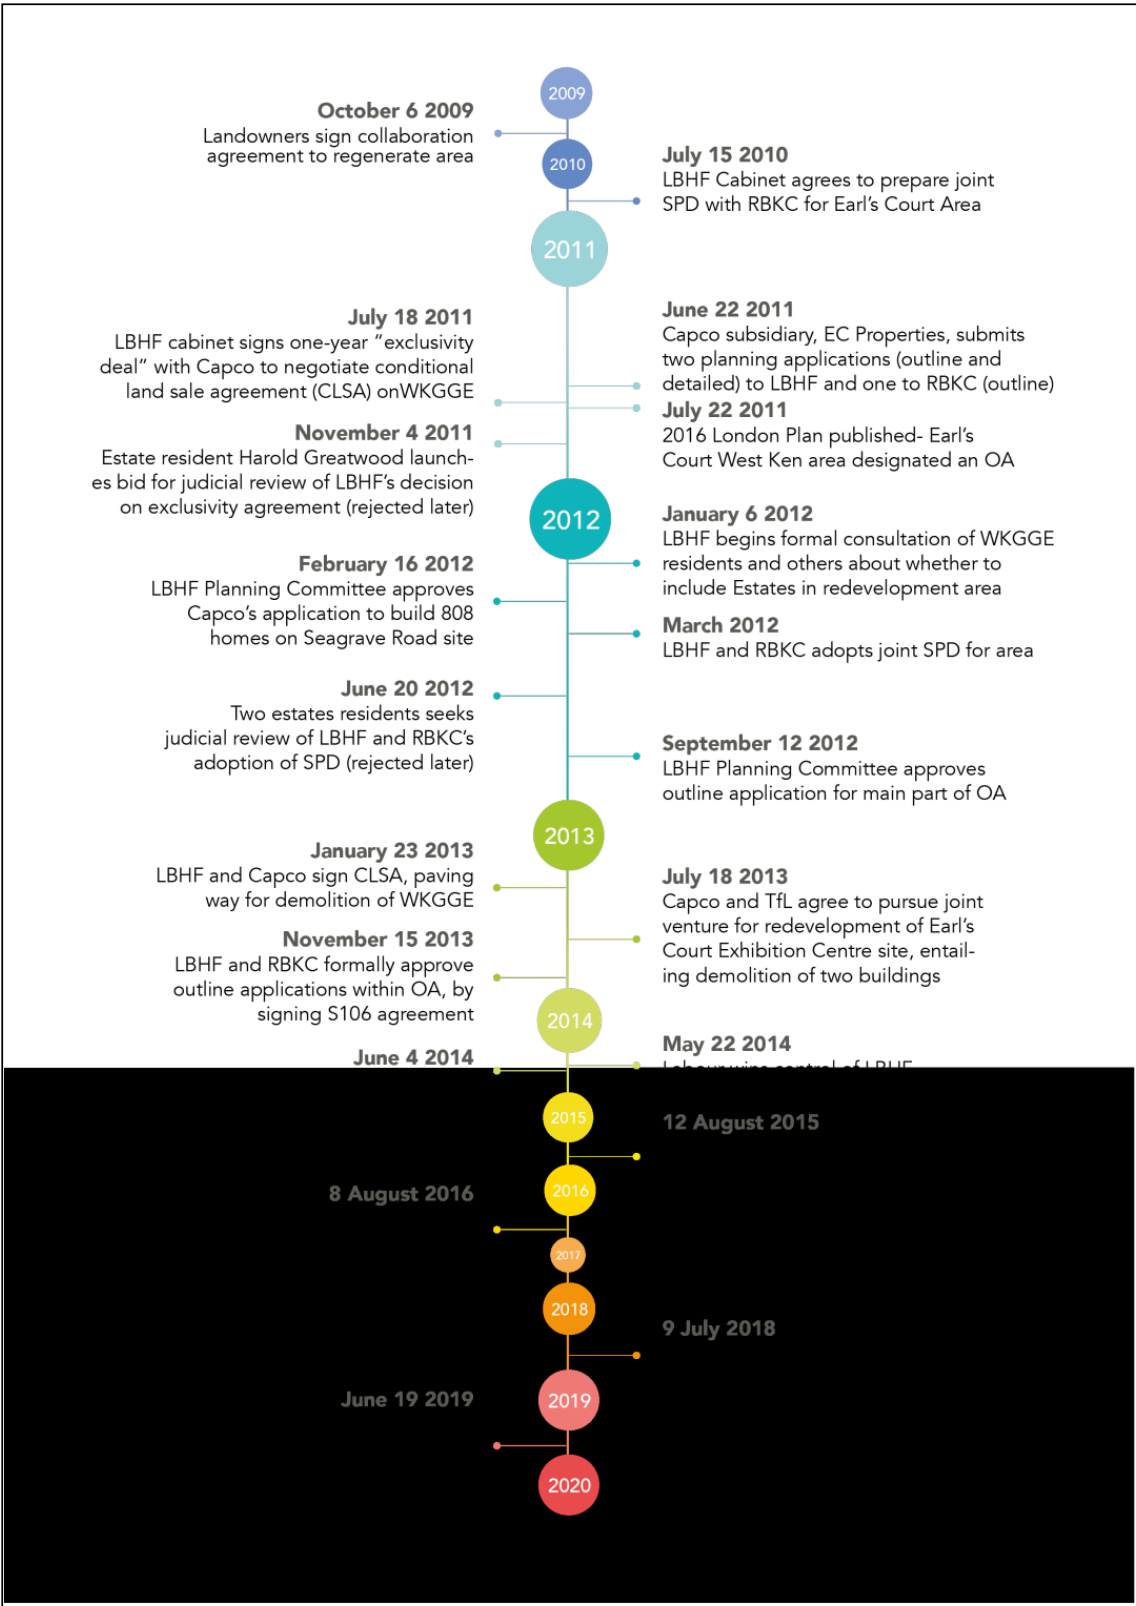 2009
October 6 2009
Landowners sign collaboration
agreement to regenerate area
2010
July 15 2010
LBHF Cabinet agrees to prepare joint
SPD with RBKC for Earl's Court Area
2011
June 22 2011
Capco subsidiary, EC Properties, submits
two planning applications (outline and
detailed) to LBHF and one to RBKC (outline)
July 18 2011
LBHF cabinet signs one-year “exclusivity
deal” with Capco to negotiate conditional
land sale agreement (CLSA) onWKGGE
July 22 2011
2016 London Plan published- Earl's
Court West Ken area designated an OA
November 4 2011
Estate resident Harold Greatwood launch-
es bid for judicial review of LBHF's decision
on exclusivity agreement (rejected later)
2012
January 6 2012
LBHF begins formal consultation of WKGGE
residents and others about whether to
include Estates in redevelopment area
February 16 2012
LBHF Planning Committee approves
Capco's application to build 808
homes on Seagrave Road site
March 2012
LBHF and RBKC adopts joint SPD for area
June 20 2012
Two estates residents seeks
judicial review of LBHF and RBKC's
adoption of SPD (rejected later)
September 12 2012
LBHF Planning Committee approves
outline application for main part of OA
2013
January 23 2013
LBHF and Capco sign CLSA, paving
way for demolition of WKGGE
July 18 2013
Capco and TfL agree to pursue joint
venture for redevelopment of Earl's
Court Exhibition Centre site, entail-
ing demolition of two buildings
November 15 2013
LBHF and RBKC formally approve
outline applications within OA, by
signing S106 agreement
2014
May 22 2014
Labour wins control of LBHF
June 4 2014
2015
12 August 2015
2016
8 August 2016
2017
2018
9 July 2018
2019
June 19 2019
2020